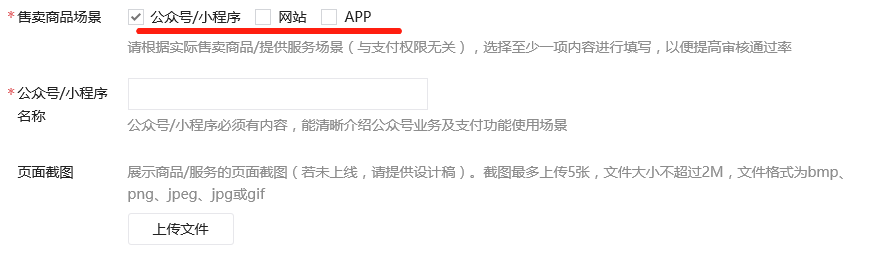 *售卖商品场景 公众号/小程序 网站 APP
请根据实际售卖商品/提供服务场景（与支付权限无关），选择至少一项内容进行填写，以便提高审核通过率
*公众号/小程序
名称
公众号/小程序必须有内容，能清晰介绍公众号业务及支付功能使用场景
页面截图 展示商品/服务的页面截图（若未上线，请提供设计稿）。截图最多上传5张，文件大小不超过2M，文件格式为bmp、
png、jpeg、jpg或gif
上传文件